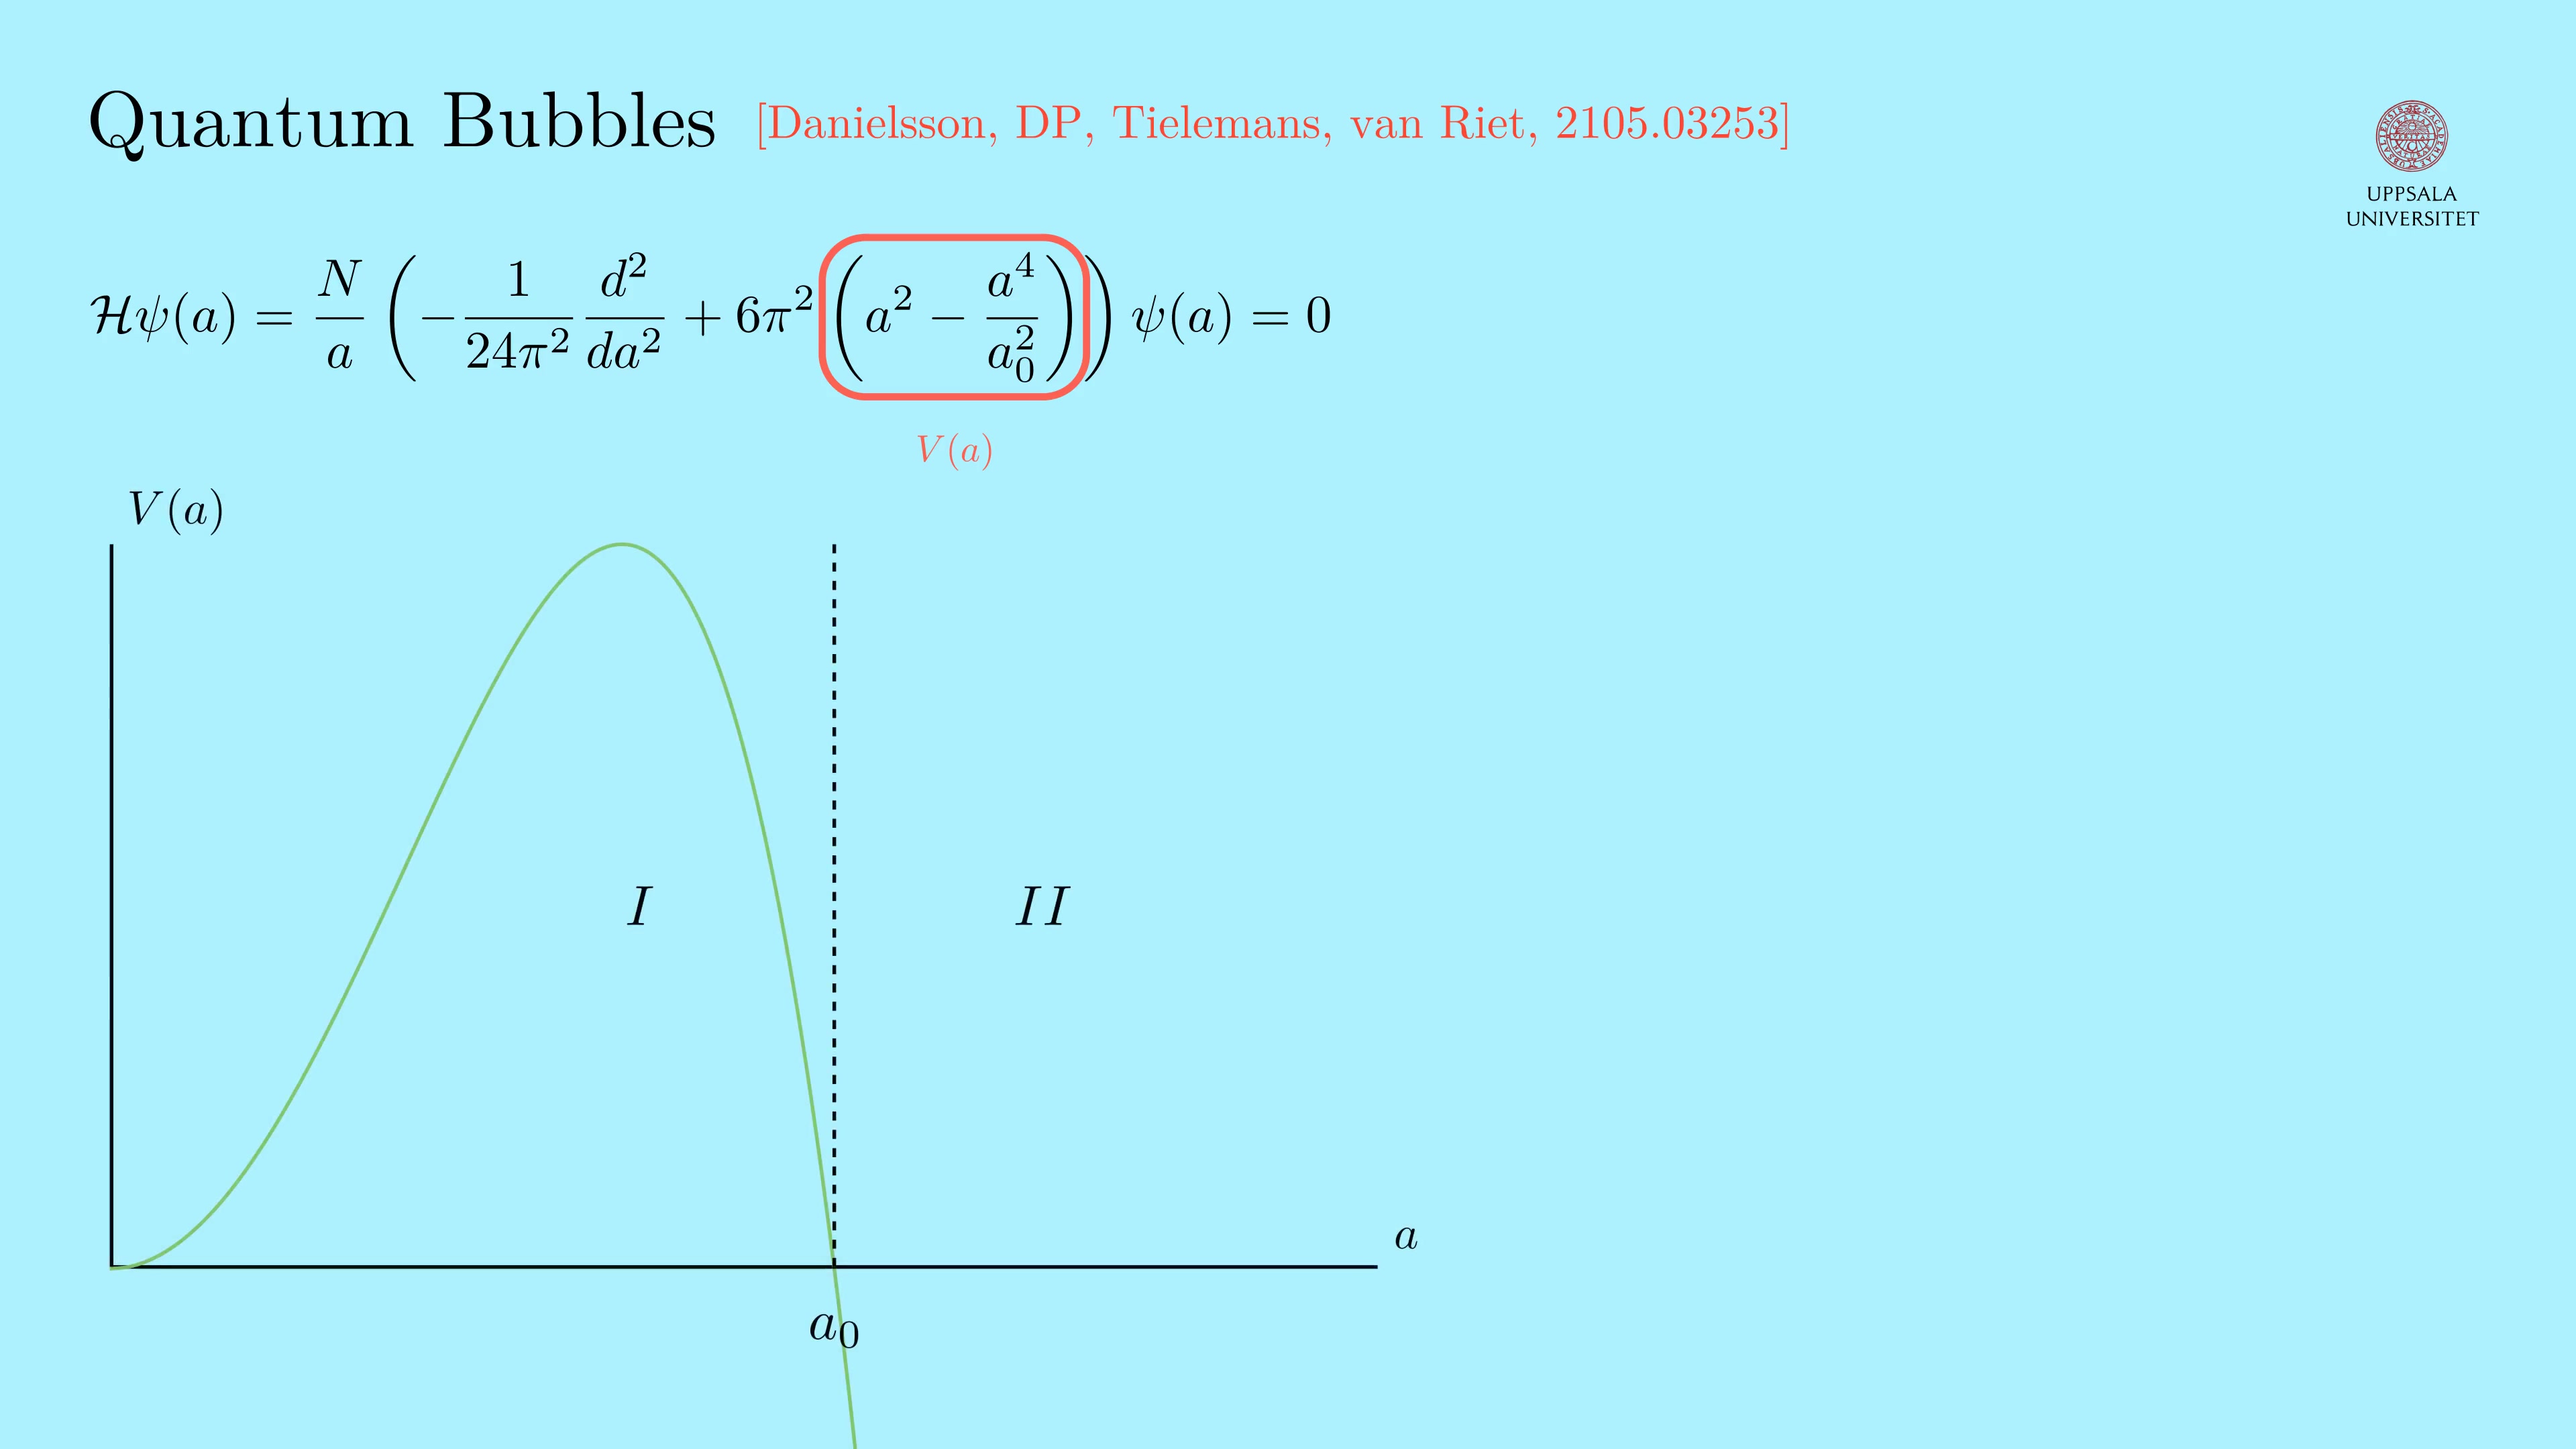 Quantum Bubbles [Danielsson, DP, Tielemans, van Riet, 2105.03253]
UPPSALA
UNIVERSITET
$\mathcal{H}\psi(a) = \frac{N}{a}\left(-\frac{1}{24\pi^2}\frac{d^2}{da^2} + 6\pi^2\left(a^2 - \frac{a^4}{a_0^2}\right)\right)\psi(a) = 0$
V(a)
V(a)
I
II
a
a₀